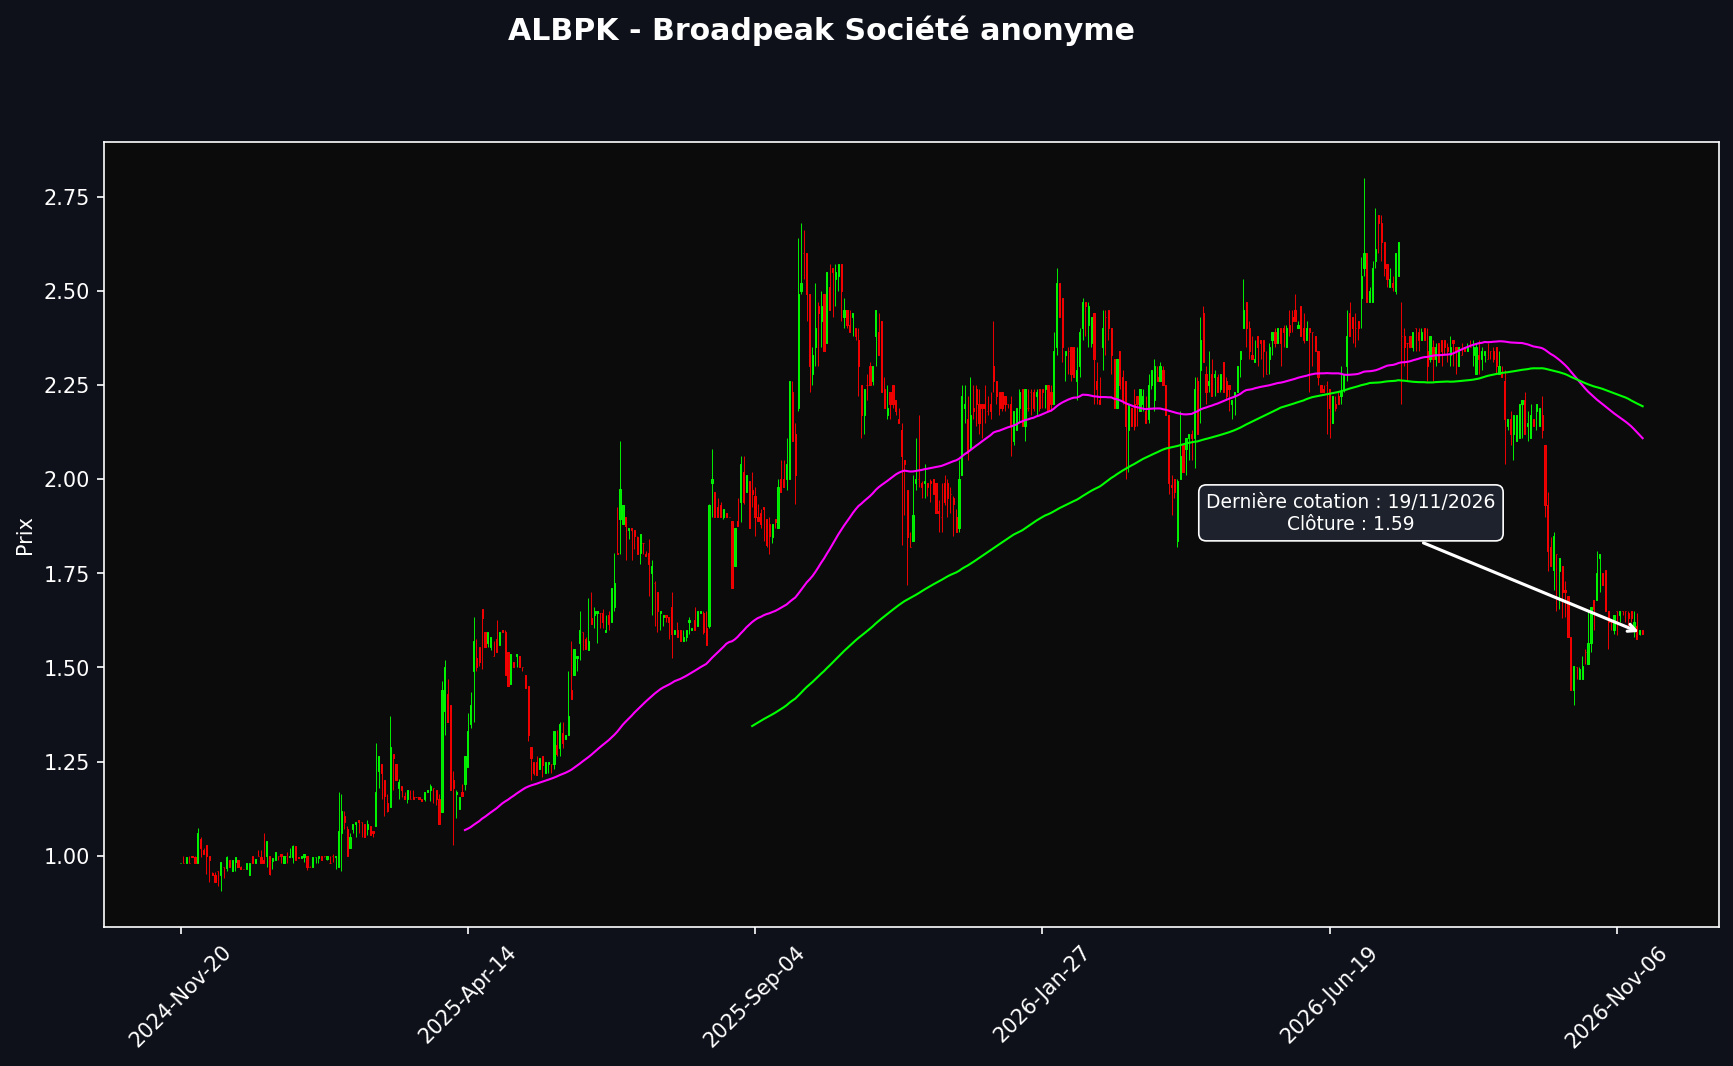 ALBPK - Broadpeak Société anonyme
Prix
2.75
2.50
2.25
2.00
1.75
1.50
1.25
1.00
Dernière cotation : 19/11/2026
Clôture : 1.59
2024-Nov-20
2025-Apr-14
2025-Sep-04
2026-Jan-27
2026-Jun-19
2026-Nov-06